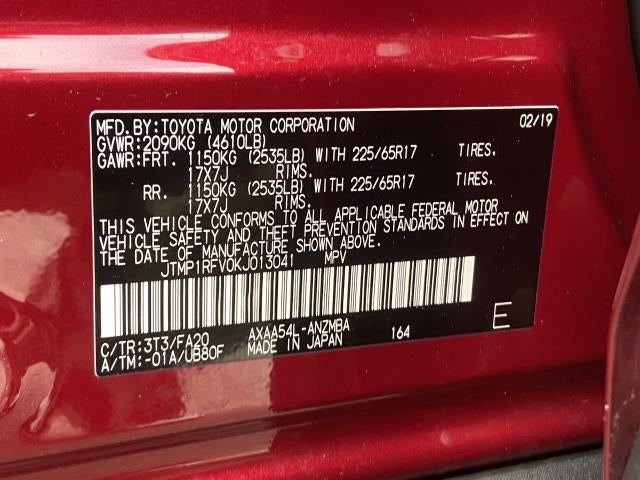 MFD.BY:TOYOTA MOTOR CORPORATION 02/19
GVWR:2090KG (4610LB)
GAWR:FRT. 1150KG (2535LB) WITH 225/65R17 TIRES.
17X7J RIMS.
RR. 1150KG (2535LB) WITH 225/65R17 TIRES.
17X7J RIMS.
THIS VEHICLE CONFORMS TO ALL APPLICABLE FEDERAL MOTOR
VEHICLE SAFETY AND THEFT PREVENTION STANDARDS IN EFFECT ON
THE DATE OF MANUFACTURE SHOWN ABOVE.
JTMP1RFV0KJ013041 MPV
C/TR:3T3/FA20 AXAA54L-ANZMBA 164
A/TM:-01A/UB80F MADE IN JAPAN
E